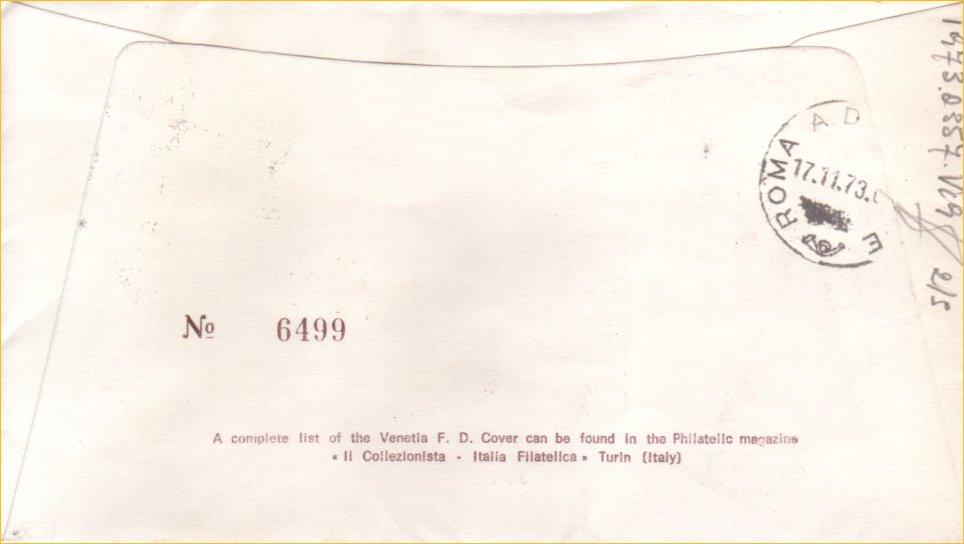 ROMA A D E
17.11.73
№ 6499
A complete list of the Venetia F. D. Cover can be found in the Philatelic magazine
« Il Collezionista - Italia Filatelica » Turin (Italy)